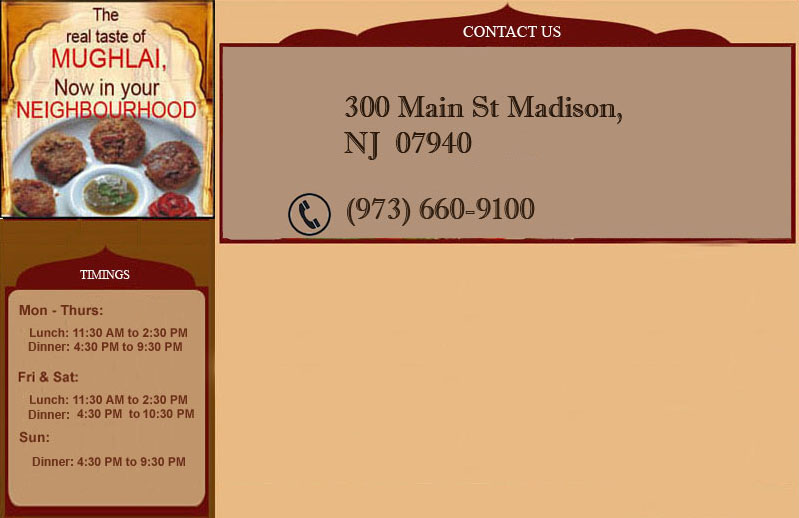 The
real taste of
MUGHLAI,
Now in your
NEIGHBOURHOOD
CONTACT US
300 Main St Madison,
NJ 07940
(973) 660-9100
TIMINGS
Mon - Thurs:
Lunch: 11:30 AM to 2:30 PM
Dinner: 4:30 PM to 9:30 PM
Fri & Sat:
Lunch: 11:30 AM to 2:30 PM
Dinner: 4:30 PM to 10:30 PM
Sun:
Dinner: 4:30 PM to 9:30 PM